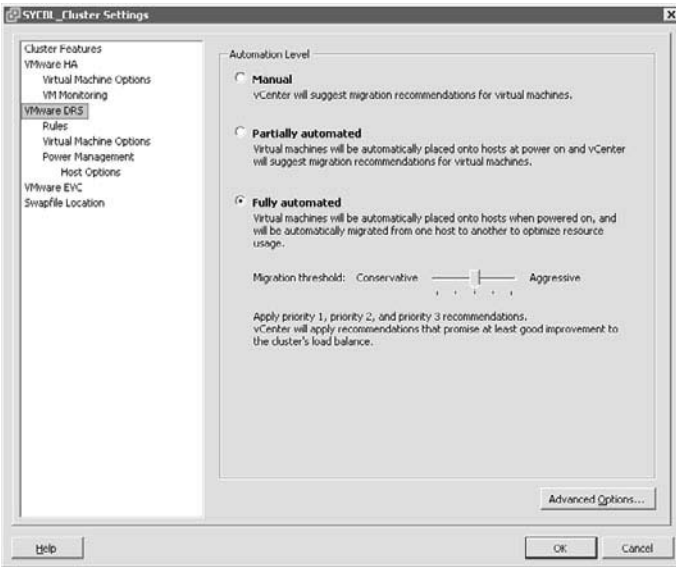 SYCBL_Cluster Settings
Cluster Features
VMware HA
Virtual Machine Options
VM Monitoring
VMware DRS
Rules
Virtual Machine Options
Power Management
Host Options
VMware EVC
Swapfile Location
Automation Level
Manual
vCenter will suggest migration recommendations for virtual machines.
Partially automated
Virtual machines will be automatically placed onto hosts at power on and vCenter
will suggest migration recommendations for virtual machines.
Fully automated
Virtual machines will be automatically placed onto hosts when powered on, and
will be automatically migrated from one host to another to optimize resource
usage.
Migration threshold: Conservative Aggressive
Apply priority 1, priority 2, and priority 3 recommendations.
vCenter will apply recommendations that promise at least good improvement to
the cluster's load balance.
Advanced Options...
Help OK Cancel